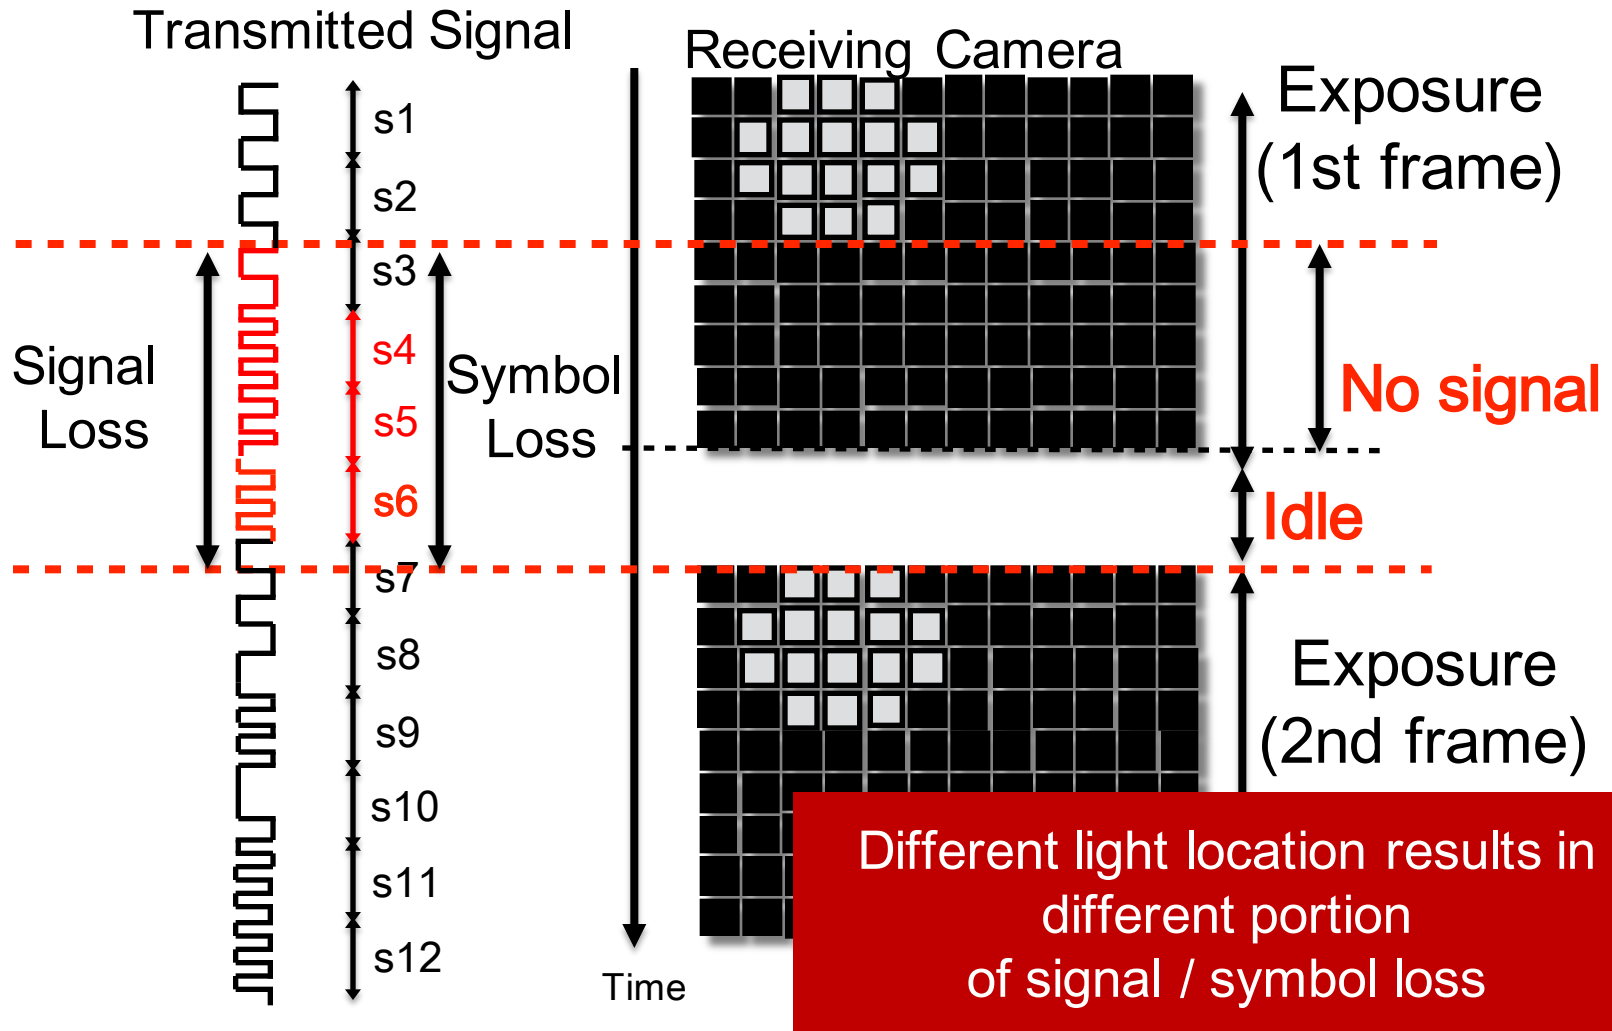 Transmitted Signal
Receiving Camera
Exposure
(1st frame)
s1
s2
s3
s4
s5
s6
s7
s8
s9
s10
s11
s12
Signal
Loss
Symbol
Loss
No signal
Idle
Exposure
(2nd frame)
Time
Different light location results in
different portion
of signal / symbol loss